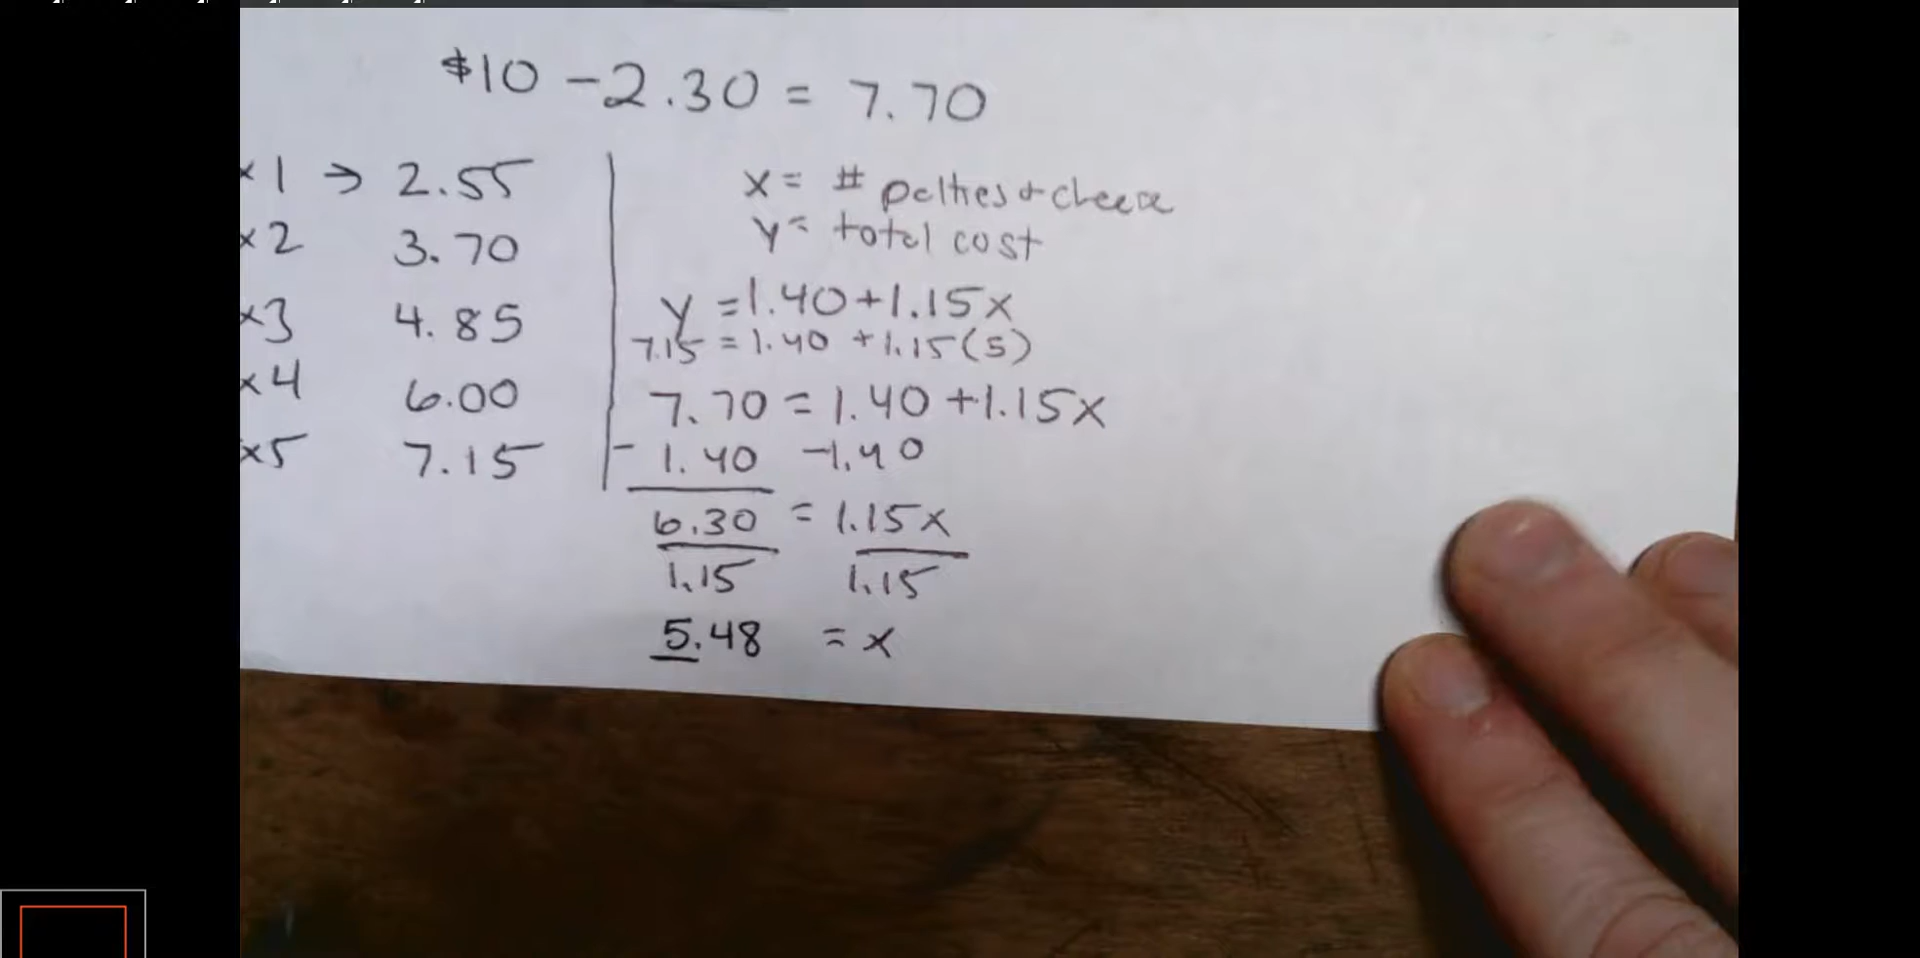 $10 - 2.30 = 7.70
x1 → 2.55
x2 3.70
x3 4.85
x4 6.00
x5 7.15
x = # patties + cheese
y = total cost
y = 1.40 + 1.15x
7.15 = 1.40 + 1.15(5)
7.70 = 1.40 + 1.15x
- 1.40 -1.40
6.30 = 1.15x
1.15 1.15
5.48 = x